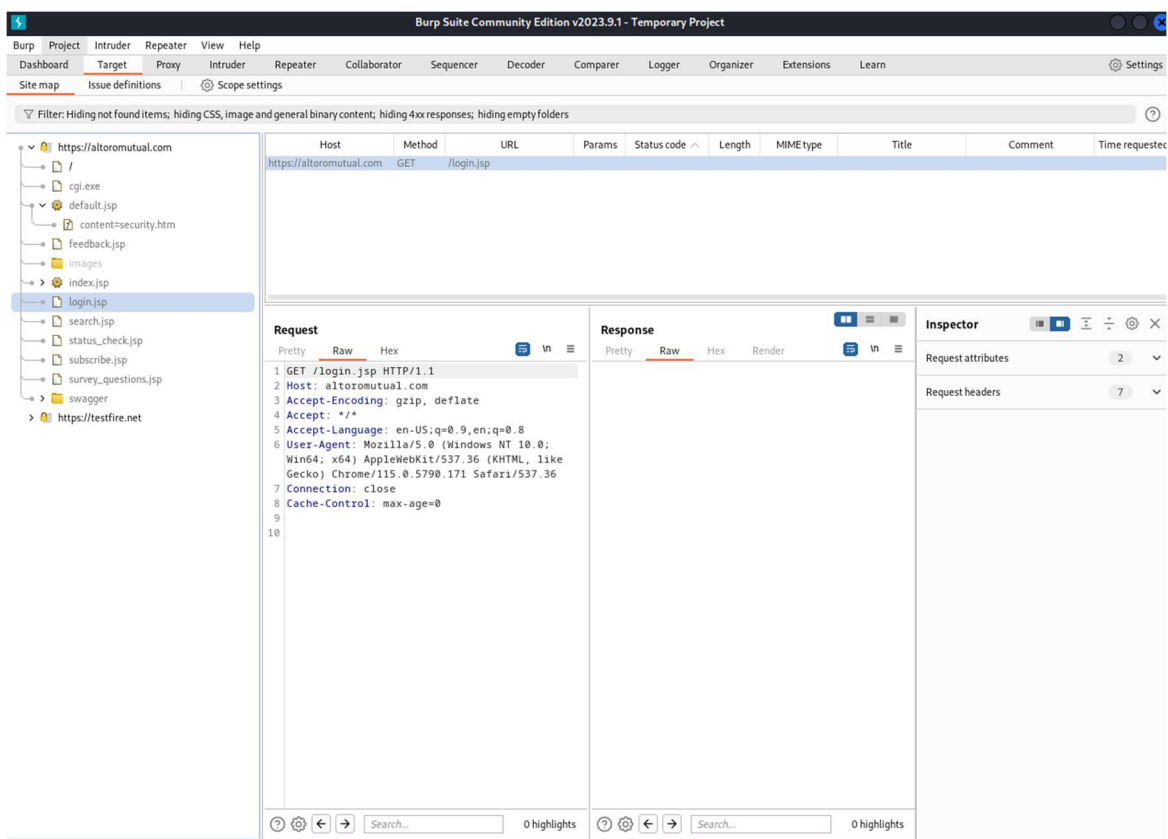 Burp Suite Community Edition v2023.9.1 - Temporary Project
Burp Project Intruder Repeater View Help
Dashboard Target Proxy Intruder Repeater Collaborator Sequencer Decoder Comparer Logger Organizer Extensions Learn Settings
Site map Issue definitions Scope settings
Filter: Hiding not found items; hiding CSS, image and general binary content; hiding 4xx responses; hiding empty folders
https://altoromutual.com
/
cgi.exe
default.jsp
content=security.htm
feedback.jsp
images
index.jsp
login.jsp
search.jsp
status_check.jsp
subscribe.jsp
survey_questions.jsp
swagger
https://testfire.net
Host Method URL Params Status code Length MIME type Title Comment Time requested
https://altoromutual.com GET /login.jsp
Request
Pretty Raw Hex \n
1 GET /login.jsp HTTP/1.1
2 Host: altoromutual.com
3 Accept-Encoding: gzip, deflate
4 Accept: */*
5 Accept-Language: en-US;q=0.9,en;q=0.8
6 User-Agent: Mozilla/5.0 (Windows NT 10.0;
Win64; x64) AppleWebKit/537.36 (KHTML, like
Gecko) Chrome/115.0.5790.171 Safari/537.36
7 Connection: close
8 Cache-Control: max-age=0
9
10
Search... 0 highlights
Response
Pretty Raw Hex Render \n
Search... 0 highlights
Inspector
Request attributes 2
Request headers 7